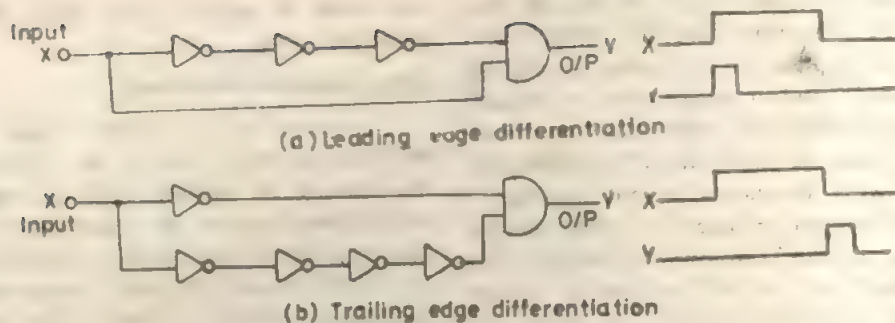 Input
X
Y
O/P
X
Y
(a) Leading edge differentiation
X
Input
Y
O/P
X
Y
(b) Trailing edge differentiation